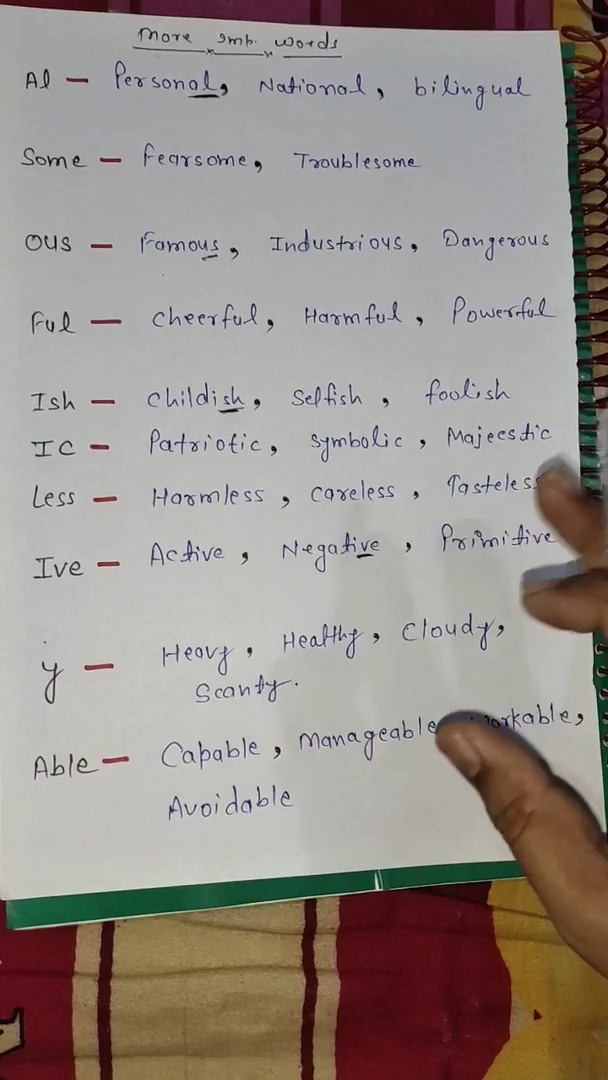 More Imp. words
Al — Personal, National, bilingual
Some — Fearsome, Troublesome
OUS — Famous, Industrious, Dangerous
Ful — Cheerful, Harmful, Powerful
Ish — Childish, Selfish, foolish
IC — Patriotic, Symbolic, Majecstic
Less — Harmless, Careless, Tasteless
Ive — Active, Negative, Primitive
y — Heavy, Healthy, Cloudy,
Scanty.
Able — Capable, Manageable
Avoidable